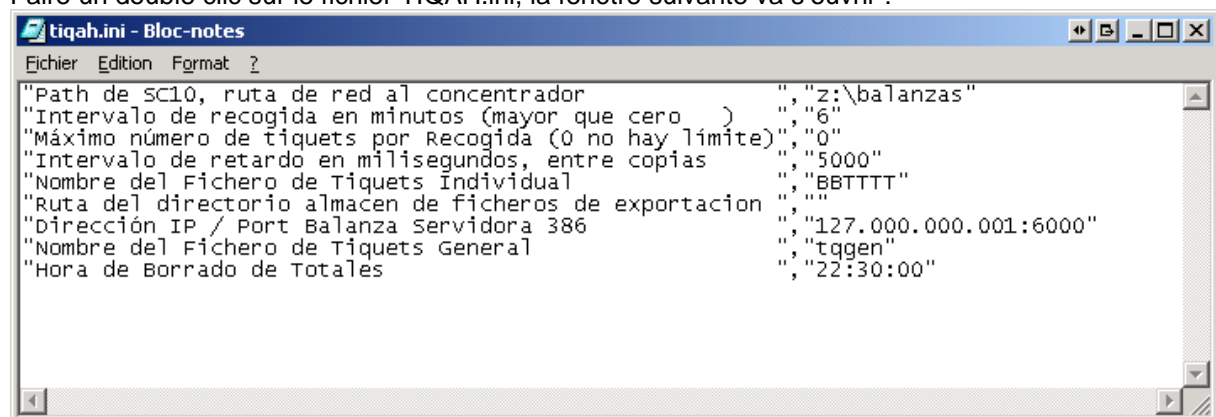 Faire un double clic sur le fichier TIQAH.ini, la fenêtre suivante va s'ouvrir :
tiqah.ini - Bloc-notes
Fichier Edition Format ?
"Path de SC10, ruta de red al concentrador ","z:\balanzas"
"Intervalo de recogida en minutos (mayor que cero ) ","6"
"Máximo número de tiquets por Recogida (0 no hay límite)","0"
"Intervalo de retardo en milisegundos, entre copias ","5000"
"Nombre del Fichero de Tiquets Individual ","BBTTTT"
"Ruta del directorio almacen de ficheros de exportacion ",""
"Dirección IP / Port Balanza Servidora 386 ","127.000.000.001:6000"
"Nombre del Fichero de Tiquets General ","tqgen"
"Hora de Borrado de Totales ","22:30:00"